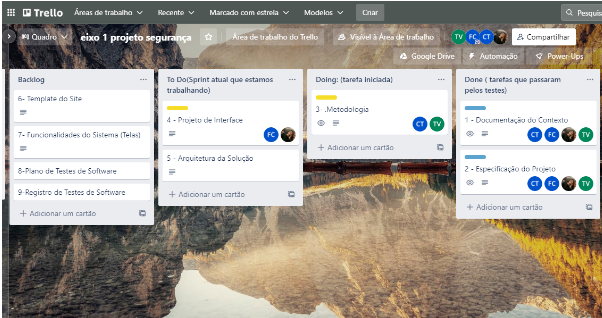 Trello
Áreas de trabalho
Recente
Marcado com estrela
Modelos
Criar
Pesquisa
Quadro
eixo 1 projeto segurança
Área de trabalho do Trello
Visível à Área de trabalho
TV
FC
CT
Compartilhar
Google Drive
Automação
Power-Ups
Backlog
6- Template do Site
7- Funcionalidades do Sistema (Telas)
8-Plano de Testes de Software
9-Registro de Testes de Software
+ Adicionar um cartão
To Do(Sprint atual que estamos
trabalhando)
4 - Projeto de Interface
FC
5 - Arquitetura da Solução
+ Adicionar um cartão
Doing: (tarefa iniciada)
3 -.Metodologia
CT
TV
+ Adicionar um cartão
Done ( tarefas que passaram
pelos testes)
1 - Documentação do Contexto
CT
FC
TV
2 - Especificação do Projeto
CT
FC
TV
+ Adicionar um cartão